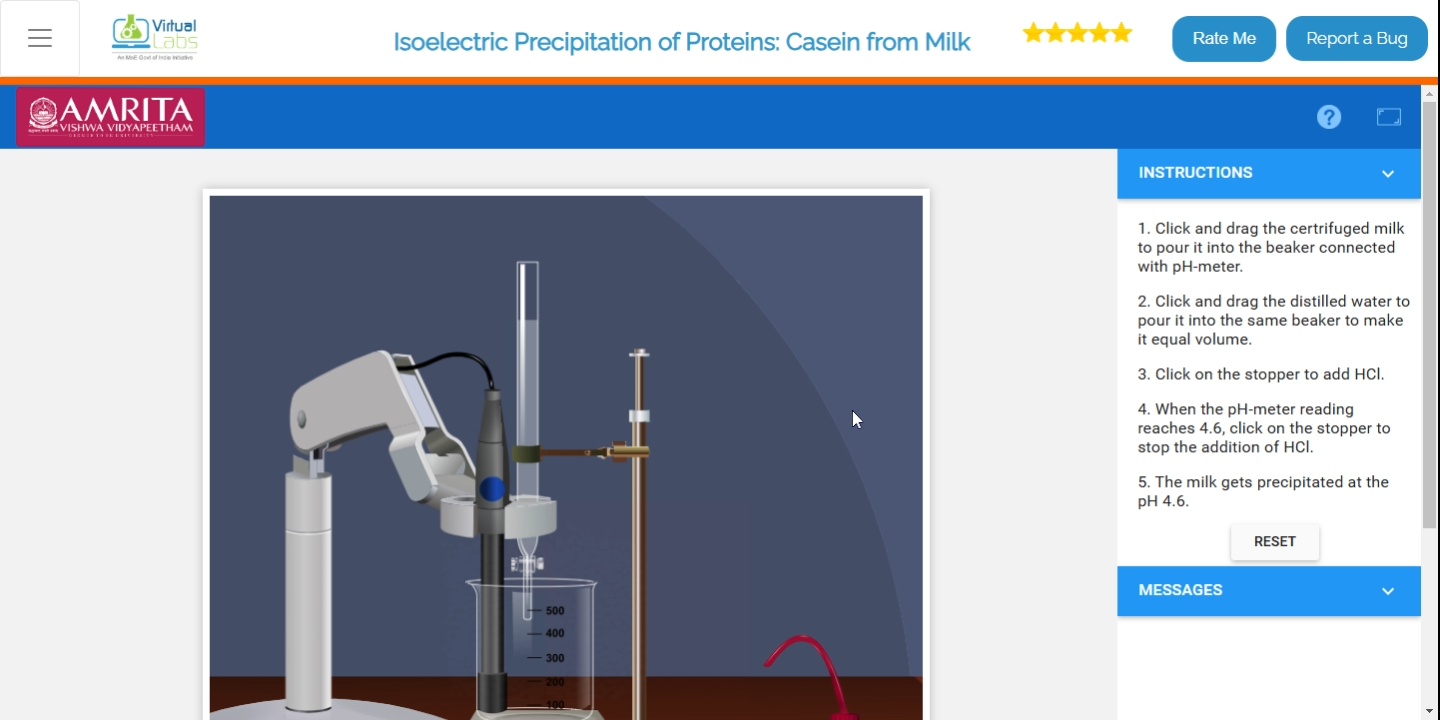 Virtual
Labs
An MoE Govt of India Initiative
Isoelectric Precipitation of Proteins: Casein from Milk
Rate Me
Report a Bug
AMRITA
VISHWA VIDYAPEETHAM
?
INSTRUCTIONS
1. Click and drag the certrifuged milk
to pour it into the beaker connected
with pH-meter.
2. Click and drag the distilled water to
pour it into the same beaker to make
it equal volume.
3. Click on the stopper to add HCl.
4. When the pH-meter reading
reaches 4.6, click on the stopper to
stop the addition of HCl.
5. The milk gets precipitated at the
pH 4.6.
RESET
MESSAGES
500
400
300
200
100